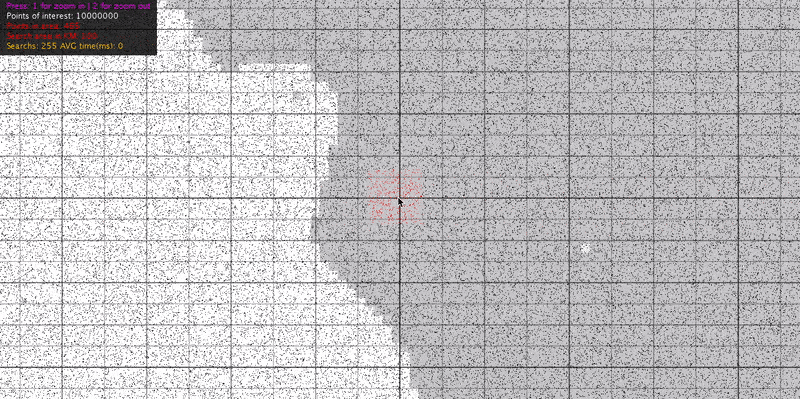 Press: 1 for zoom in | 2 for zoom out
Points of interest: 10000000
Points in area: 495
Search area in KM: 100
Searchs: 255 AVG time(ms): 0